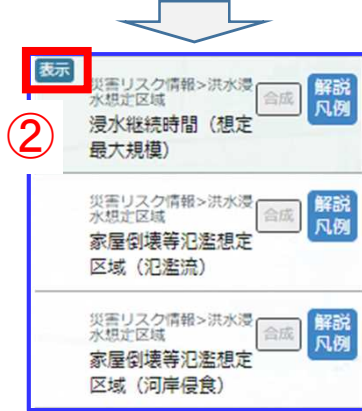 表示
災害リスク情報>洪水浸
水想定区域
浸水継続時間（想定
最大規模）
合成
解説
凡例
②
災害リスク情報>洪水浸
水想定区域
家屋倒壊等氾濫想定
区域（氾濫流）
合成
解説
凡例
災害リスク情報>洪水浸
水想定区域
家屋倒壊等氾濫想定
区域（河岸侵食）
合成
解説
凡例